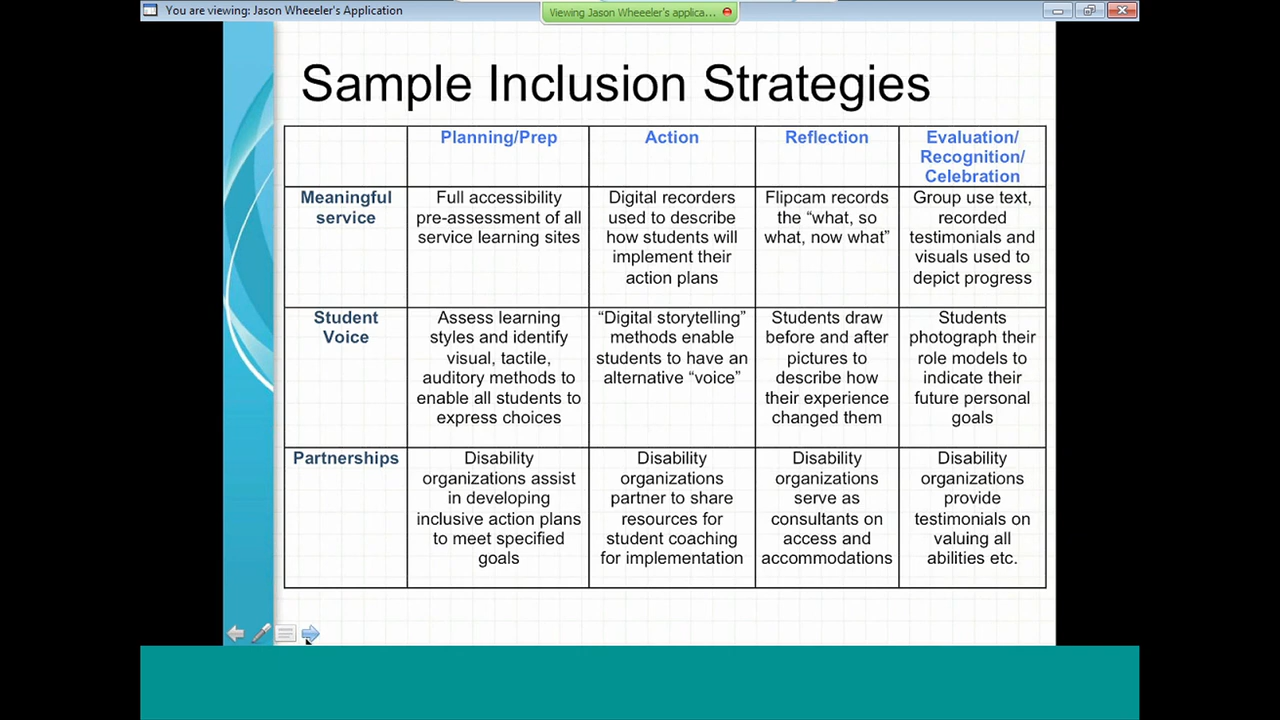 You are viewing: Jason Wheeeler's Application
Viewing Jason Wheeeler's applica...
Sample Inclusion Strategies
Planning/Prep
Action
Reflection
Evaluation/
Recognition/
Celebration
Meaningful
service
Full accessibility
pre-assessment of all
service learning sites
Digital recorders
used to describe
how students will
implement their
action plans
Flipcam records
the “what, so
what, now what”
Group use text,
recorded
testimonials and
visuals used to
depict progress
Student
Voice
Assess learning
styles and identify
visual, tactile,
auditory methods to
enable all students to
express choices
“Digital storytelling”
methods enable
students to have an
alternative “voice”
Students draw
before and after
pictures to
describe how
their experience
changed them
Students
photograph their
role models to
indicate their
future personal
goals
Partnerships
Disability
organizations assist
in developing
inclusive action plans
to meet specified
goals
Disability
organizations
partner to share
resources for
student coaching
for implementation
Disability
organizations
serve as
consultants on
access and
accommodations
Disability
organizations
provide
testimonials on
valuing all
abilities etc.